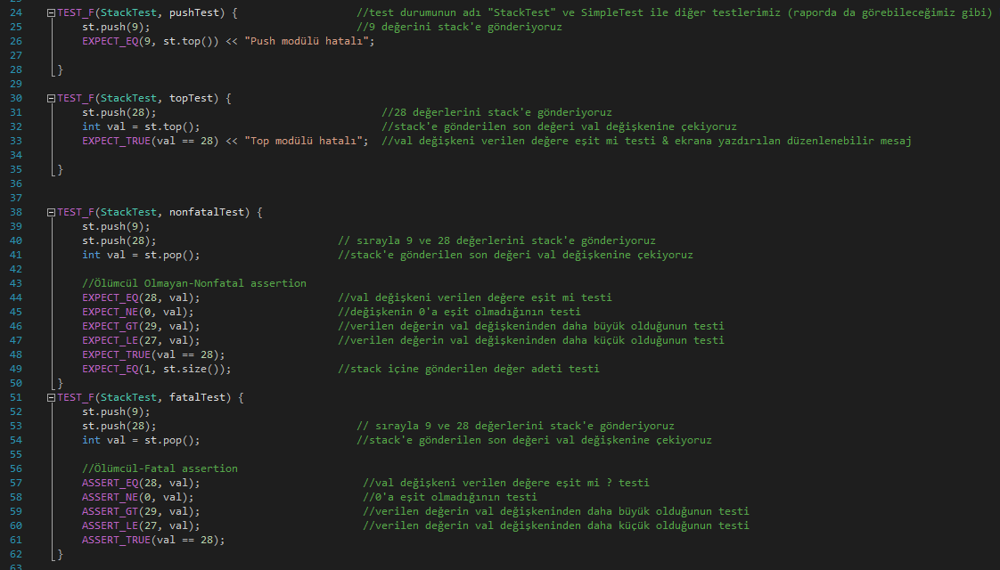 24 TEST_F(StackTest, pushTest) { //test durumunun adı "StackTest" ve SimpleTest ile diğer testlerimiz (raporda da görebileceğimiz gibi)
25 st.push(9); //9 değerini stack'e gönderiyoruz
26 EXPECT_EQ(9, st.top()) << "Push modülü hatalı";
27
28 }
29
30 TEST_F(StackTest, topTest) {
31 st.push(28); //28 değerlerini stack'e gönderiyoruz
32 int val = st.top(); //stack'e gönderilen son değeri val değişkenine çekiyoruz
33 EXPECT_TRUE(val == 28) << "Top modülü hatalı"; //val değişkeni verilen değere eşit mi testi & ekrana yazdırılan düzenlenebilir mesaj
34
35 }
36
37
38 TEST_F(StackTest, nonfatalTest) {
39 st.push(9);
40 st.push(28); // sırayla 9 ve 28 değerlerini stack'e gönderiyoruz
41 int val = st.pop(); //stack'e gönderilen son değeri val değişkenine çekiyoruz
42
43 //Ölümcül Olmayan-Nonfatal assertion
44 EXPECT_EQ(28, val); //val değişkeni verilen değere eşit mi testi
45 EXPECT_NE(0, val); //değişkenin 0'a eşit olmadığının testi
46 EXPECT_GT(29, val); //verilen değerin val değişkeninden daha büyük olduğunun testi
47 EXPECT_LE(27, val); //verilen değerin val değişkeninden daha küçük olduğunun testi
48 EXPECT_TRUE(val == 28);
49 EXPECT_EQ(1, st.size()); //stack içine gönderilen değer adeti testi
50 }
51 TEST_F(StackTest, fatalTest) {
52 st.push(9);
53 st.push(28); // sırayla 9 ve 28 değerlerini stack'e gönderiyoruz
54 int val = st.pop(); //stack'e gönderilen son değeri val değişkenine çekiyoruz
55
56 //Ölümcül-Fatal assertion
57 ASSERT_EQ(28, val); //val değişkeni verilen değere eşit mi ? testi
58 ASSERT_NE(0, val); //0'a eşit olmadığının testi
59 ASSERT_GT(29, val); //verilen değerin val değişkeninden daha büyük olduğunun testi
60 ASSERT_LE(27, val); //verilen değerin val değişkeninden daha küçük olduğunun testi
61 ASSERT_TRUE(val == 28);
62 }
63